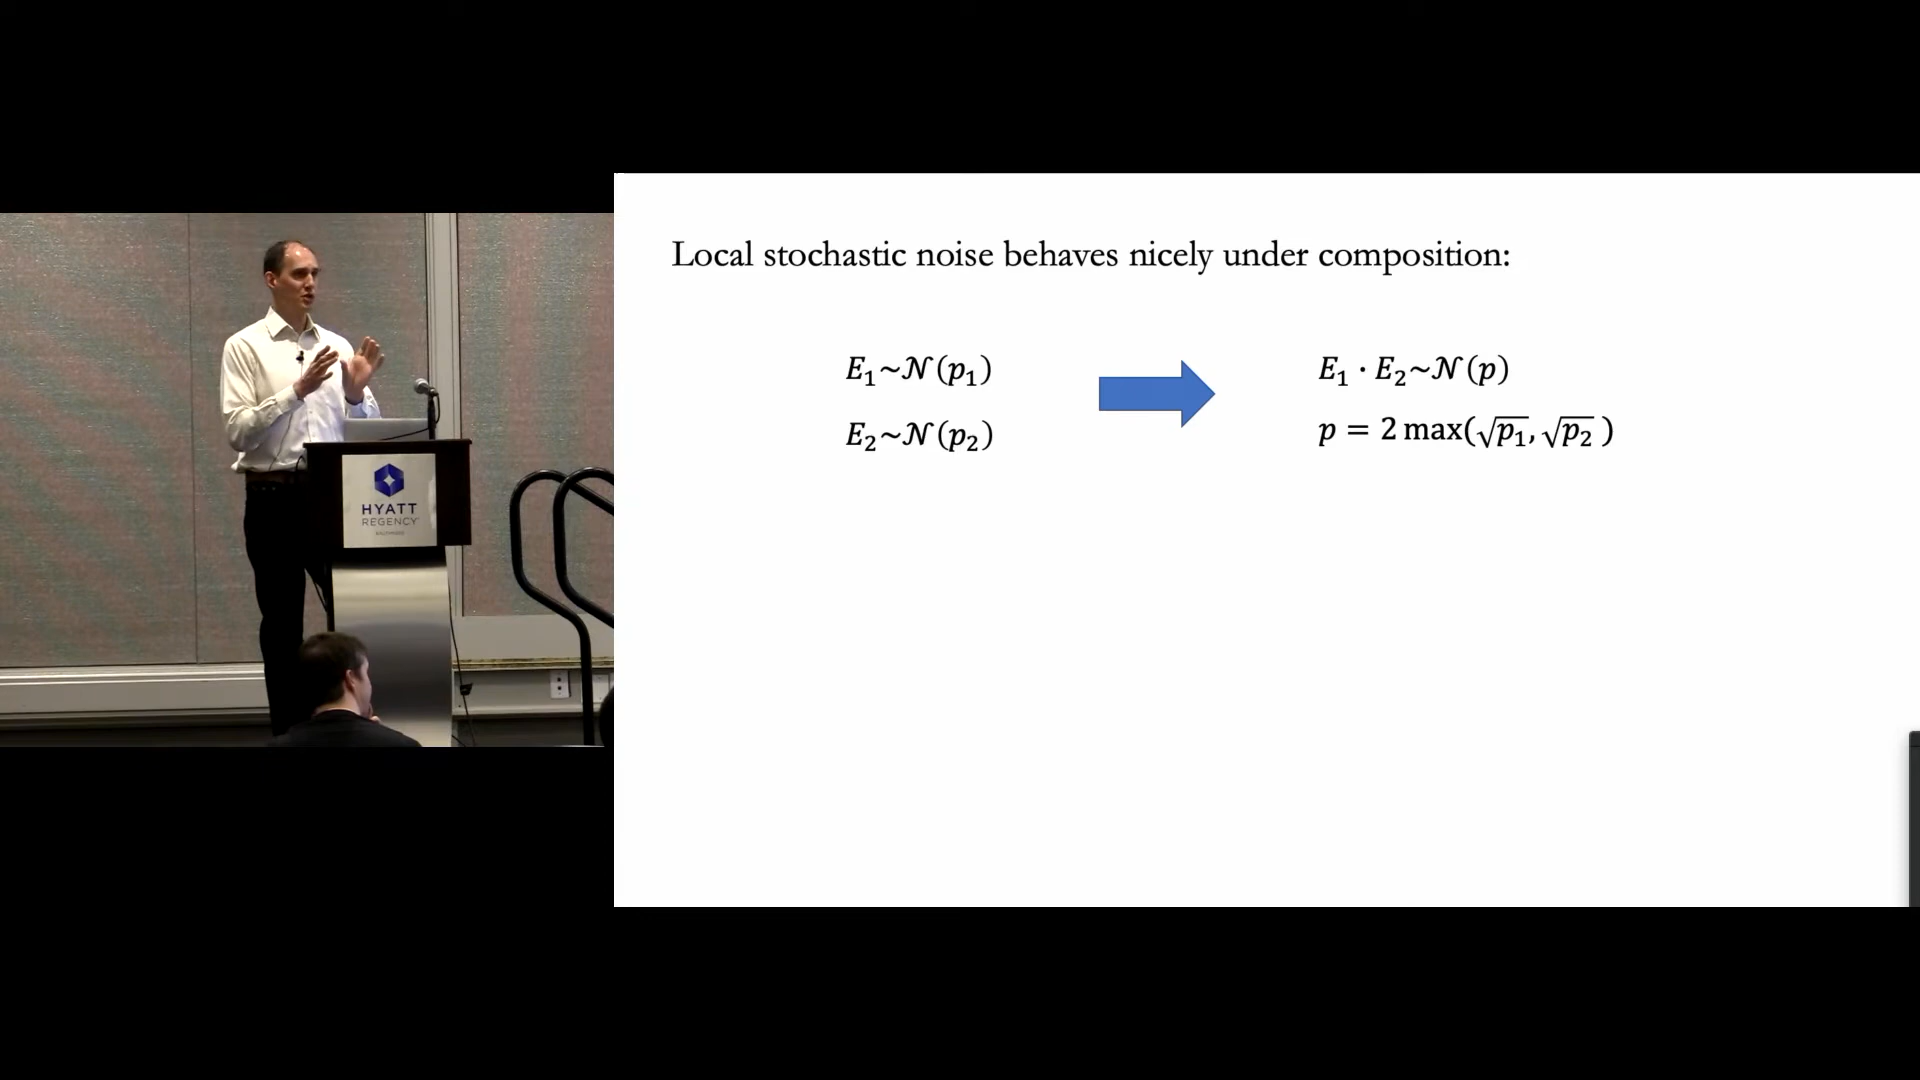 Local stochastic noise behaves nicely under composition:
E₁~𝒩(p₁)
E₂~𝒩(p₂)
E₁ · E₂~𝒩(p)
p = 2 max(√p₁, √p₂ )
HYATT
REGENCY